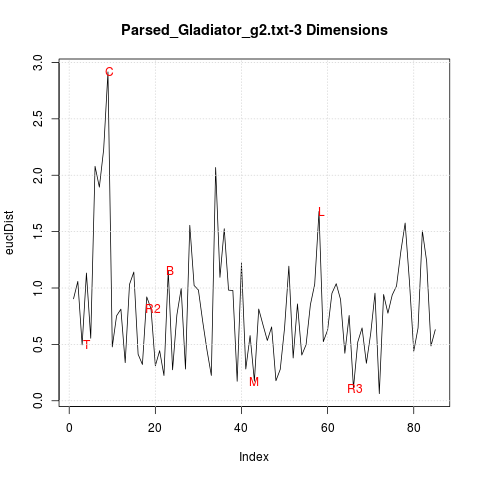 Parsed_Gladiator_g2.txt-3 Dimensions
3.0
C
2.5
2.0
L
1.5
B
1.0
R2
0.5
T
M
R3
0.0
euclDist
0 20 40 60 80
Index